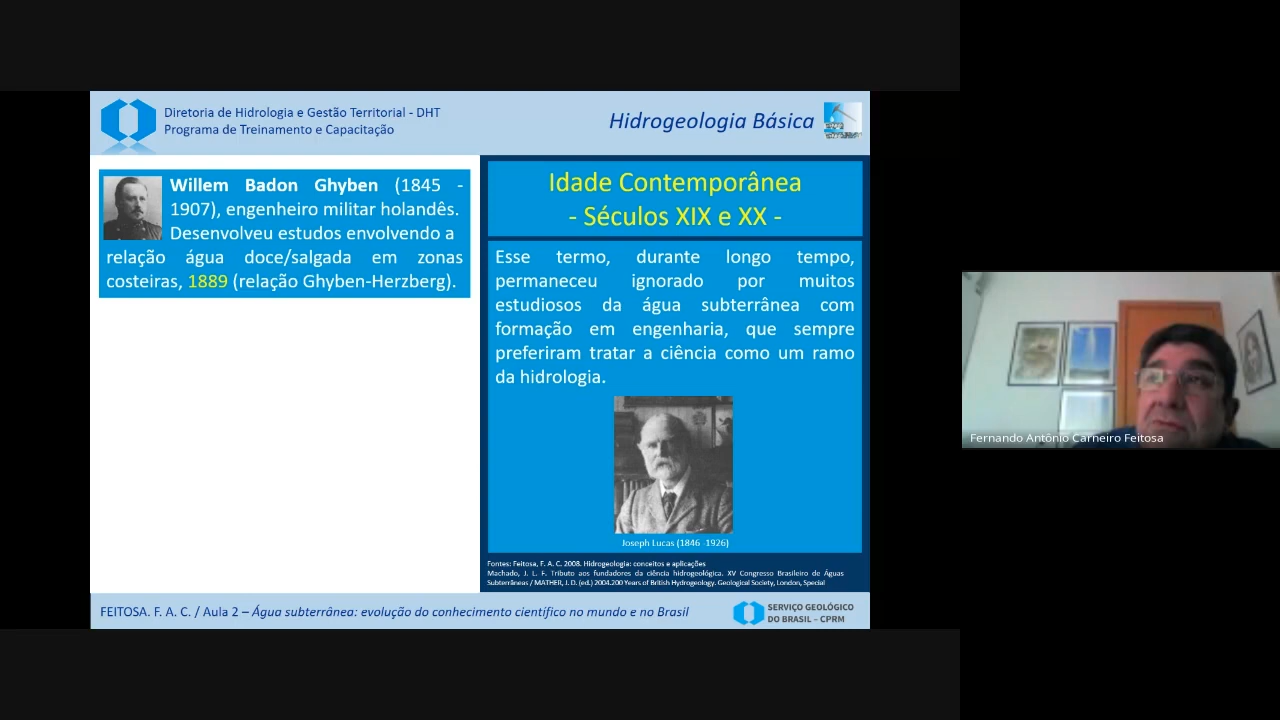 Diretoria de Hidrologia e Gestão Territorial - DHT
Programa de Treinamento e Capacitação
Hidrogeologia Básica
Willem Badon Ghyben (1845 -
1907), engenheiro militar holandês.
Desenvolveu estudos envolvendo a
relação água doce/salgada em zonas
costeiras, 1889 (relação Ghyben-Herzberg).
Idade Contemporânea
- Séculos XIX e XX -
Esse termo, durante longo tempo,
permaneceu ignorado por muitos
estudiosos da água subterrânea com
formação em engenharia, que sempre
preferiram tratar a ciência como um ramo
da hidrologia.
Joseph Lucas (1846 -1926)
Fontes: Feitosa, F. A. C. 2008. Hidrogeologia: conceitos e aplicações
Machado, J. L. F. Tributo aos fundadores da ciência hidrogeológica. XV Congresso Brasileiro de Águas
Subterrâneas / MATHER, J. D. (ed.) 2004.200 Years of British Hydrogeology. Geological Society, London, Special
FEITOSA. F. A. C. / Aula 2 – Água subterrânea: evolução do conhecimento científico no mundo e no Brasil
SERVIÇO GEOLÓGICO
DO BRASIL – CPRM
Fernando Antônio Carneiro Feitosa